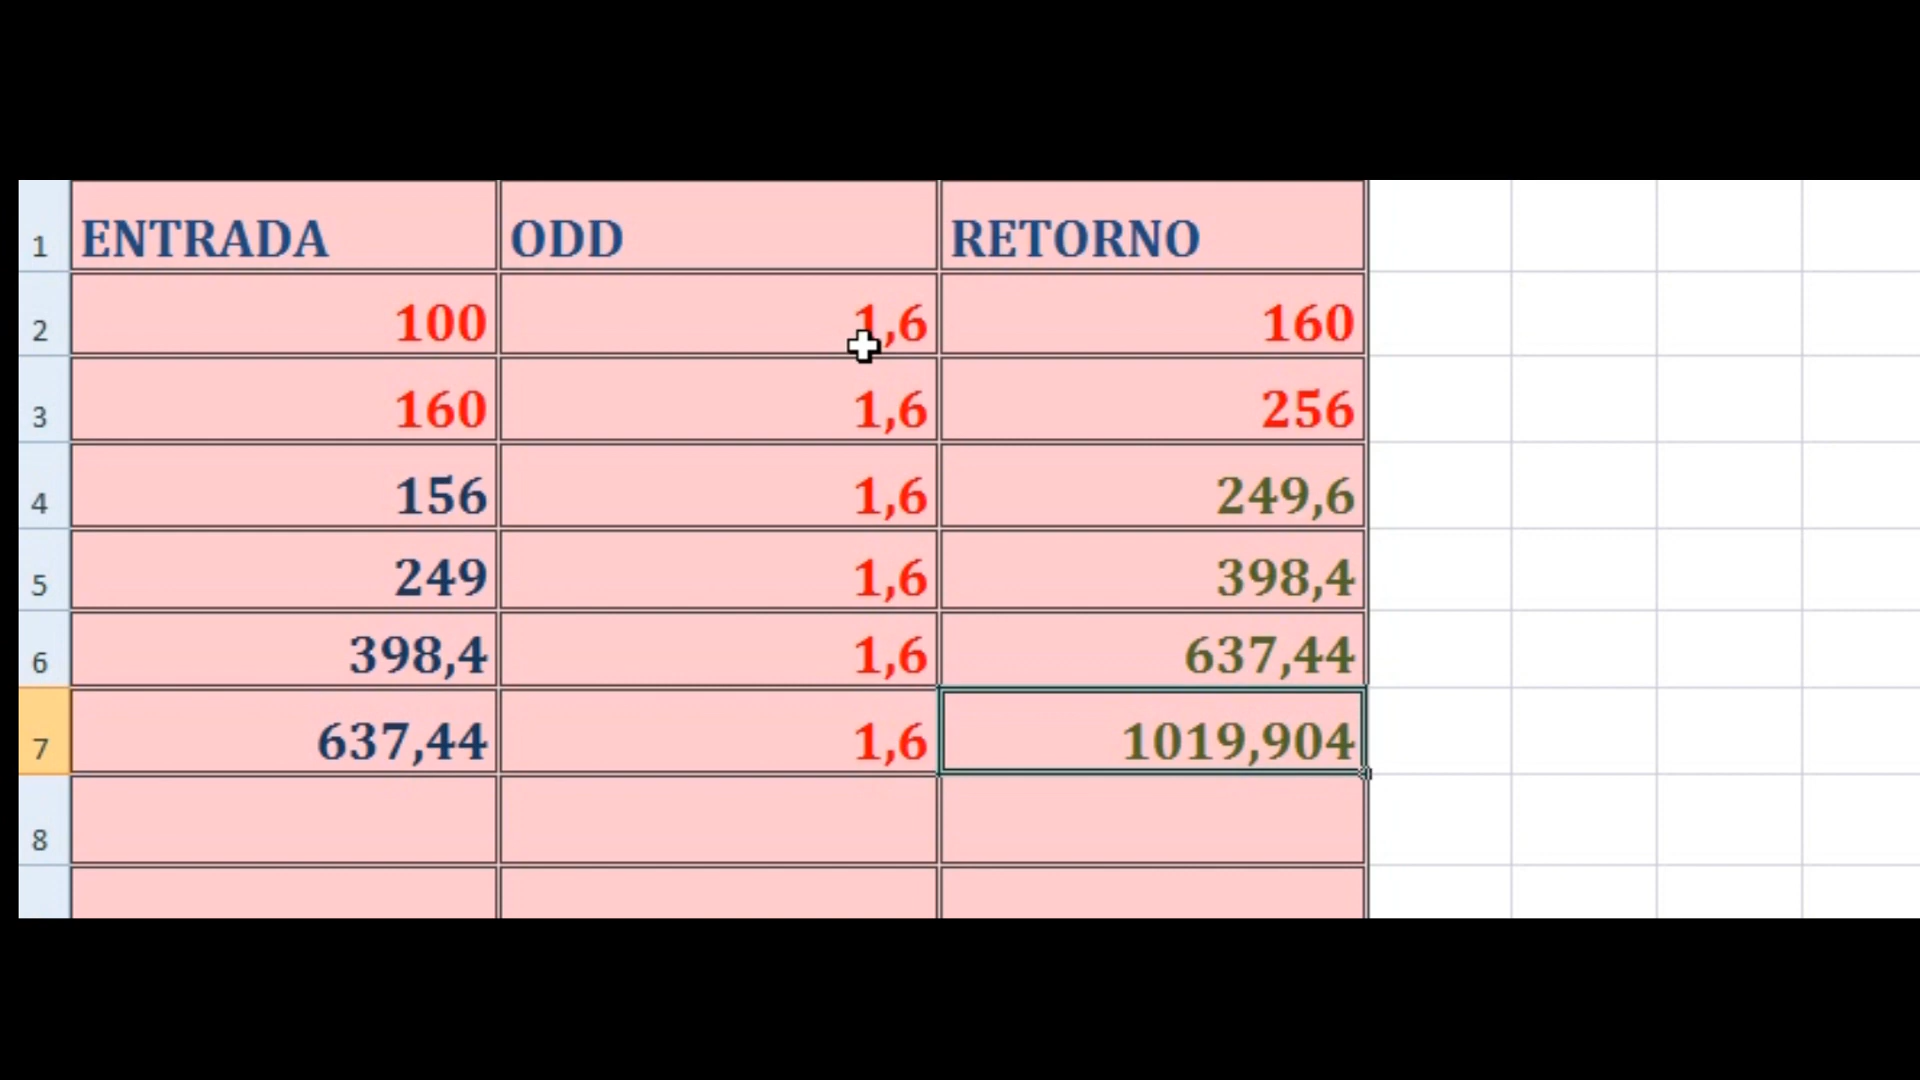 1 ENTRADA ODD RETORNO
2 100 1,6 160
3 160 1,6 256
4 156 1,6 249,6
5 249 1,6 398,4
6 398,4 1,6 637,44
7 637,44 1,6 1019,904
8